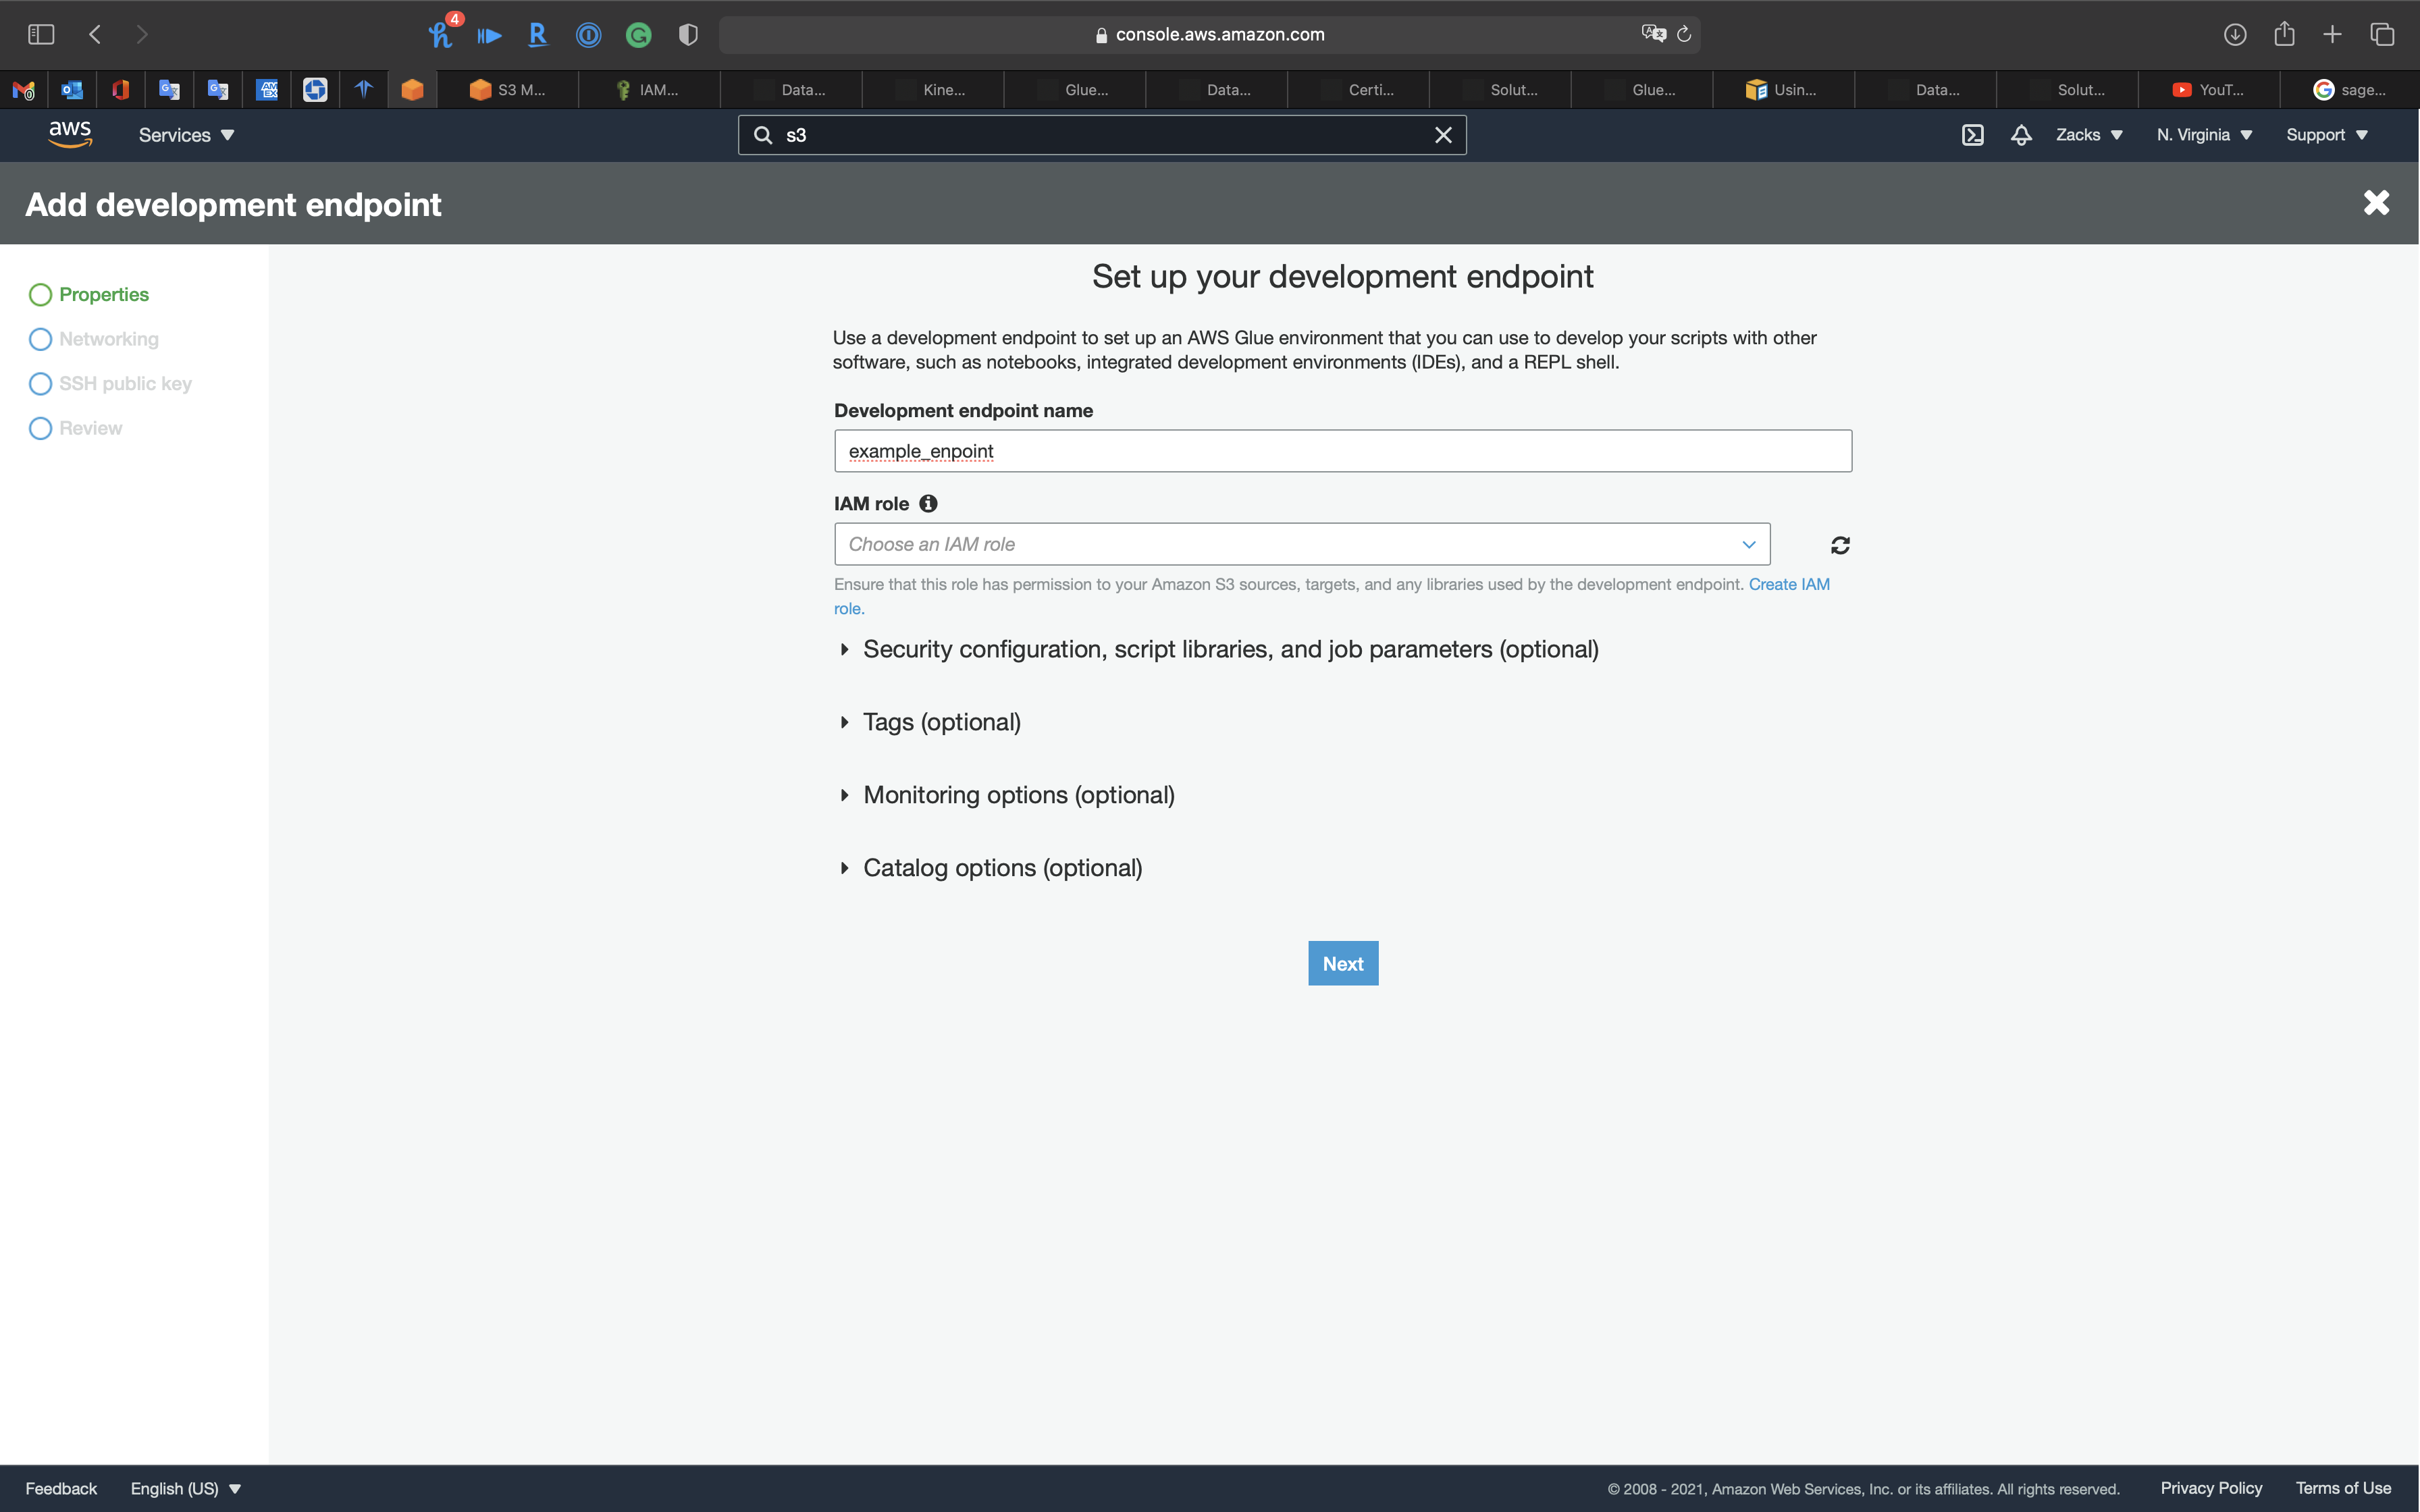 4
console.aws.amazon.com
S3 M... IAM... Data... Kine... Glue... Data... Certi... Solut... Glue... Usin... Data... Solut... YouT... sage...
aws Services s3 Zacks N. Virginia Support
Add development endpoint
Properties
Networking
SSH public key
Review
Set up your development endpoint
Use a development endpoint to set up an AWS Glue environment that you can use to develop your scripts with other
software, such as notebooks, integrated development environments (IDEs), and a REPL shell.
Development endpoint name
example_enpoint
IAM role
Choose an IAM role
Ensure that this role has permission to your Amazon S3 sources, targets, and any libraries used by the development endpoint. Create IAM
role.
Security configuration, script libraries, and job parameters (optional)
Tags (optional)
Monitoring options (optional)
Catalog options (optional)
Next
Feedback English (US) © 2008 - 2021, Amazon Web Services, Inc. or its affiliates. All rights reserved. Privacy Policy Terms of Use